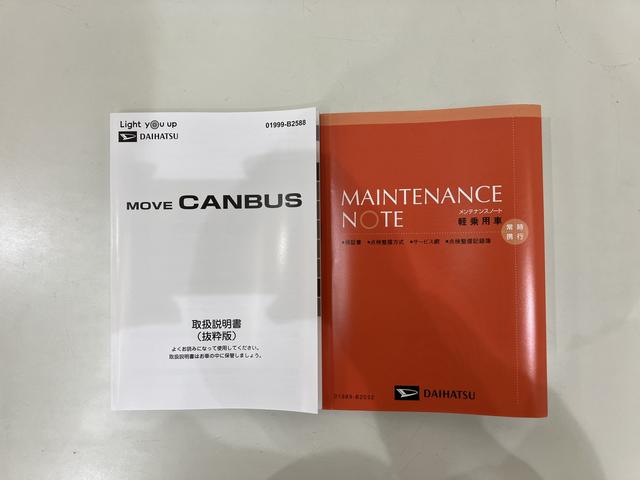 Light you up
DAIHATSU
01999-B2588
MOVE CANBUS
取扱説明書
(抜粋版)
よくお読みになって使用してください。
取扱説明書はお車の中に保管しましょう。
MAINTENANCE
NOTE
メンテナンスノート
軽乗用車
常時
携行
•保証書 •点検整備方式 •サービス網 •点検整備記録簿
DAIHATSU